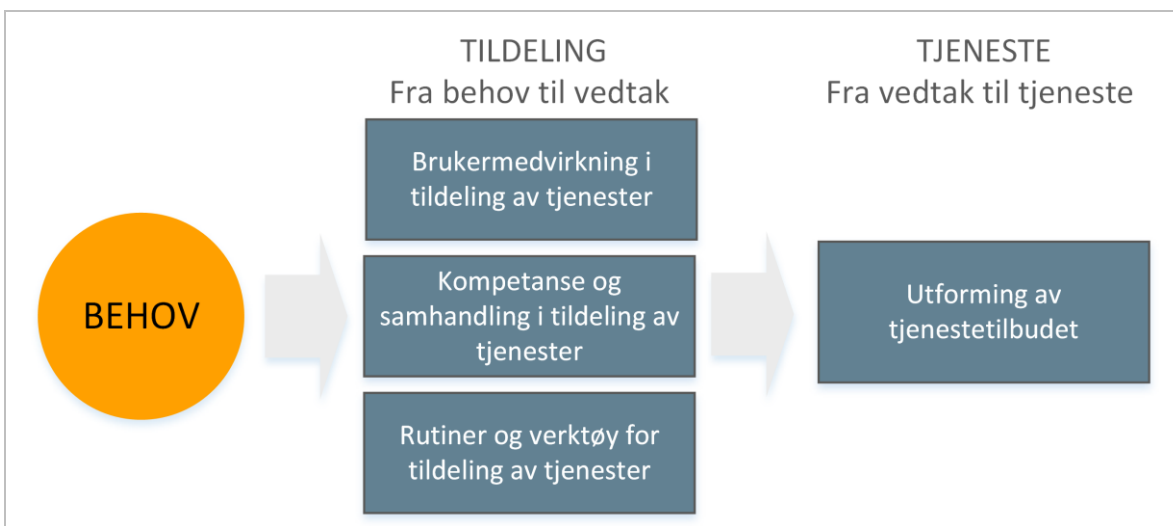 TILDELING
Fra behov til vedtak
TJENESTE
Fra vedtak til tjeneste
BEHOV
Brukermedvirkning i
tildeling av tjenester
Kompetanse og
samhandling i tildeling av
tjenester
Rutiner og verktøy for
tildeling av tjenester
Utforming av
tjenestetilbudet